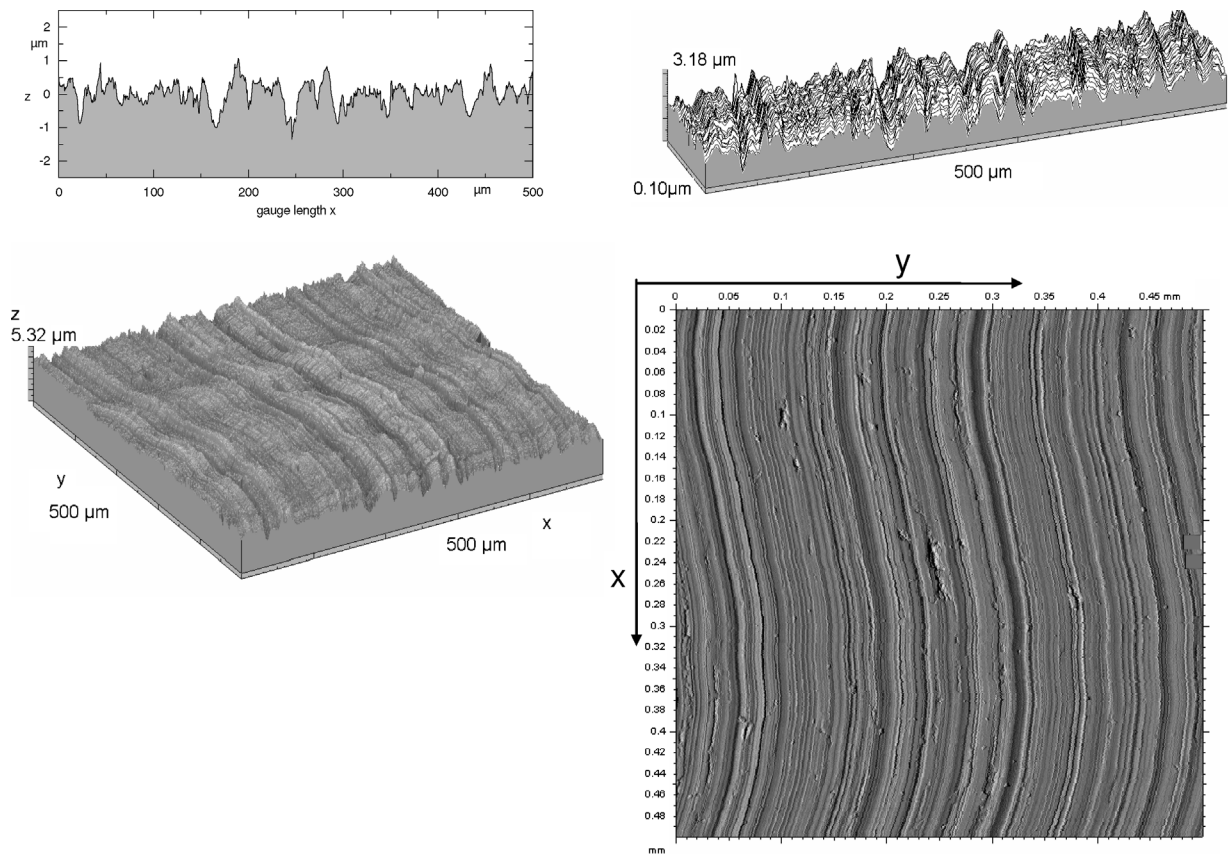 2
µm
1
z
0
-1
-2
0 100 200 300 µm 400 500
gauge length x
3.18 µm
0.10µm
500 µm
z
5.32 µm
y
500 µm
x
500 µm
y
0 0.05 0.1 0.15 0.2 0.25 0.3 0.35 0.4 0.45 mm
0
0.02
0.04
0.06
0.08
0.1
0.12
0.14
0.16
0.18
0.2
0.22
0.24
x
0.26
0.28
0.3
0.32
0.34
0.36
0.38
0.4
0.42
0.44
0.46
0.48
mm